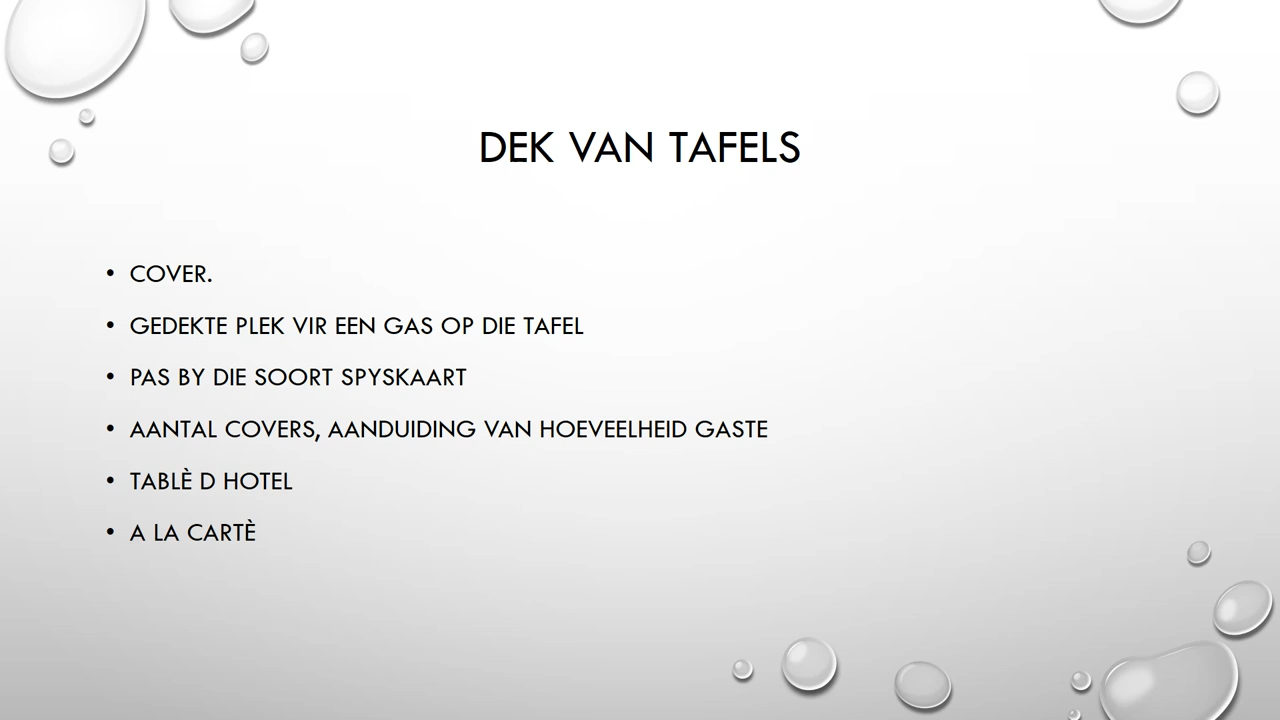 DEK VAN TAFELS
• COVER.
• GEDEKTE PLEK VIR EEN GAS OP DIE TAFEL
• PAS BY DIE SOORT SPYSKAART
• AANTAL COVERS, AANDUIDING VAN HOEVEELHEID GASTE
• TABLÈ D HOTEL
• A LA CARTÈ